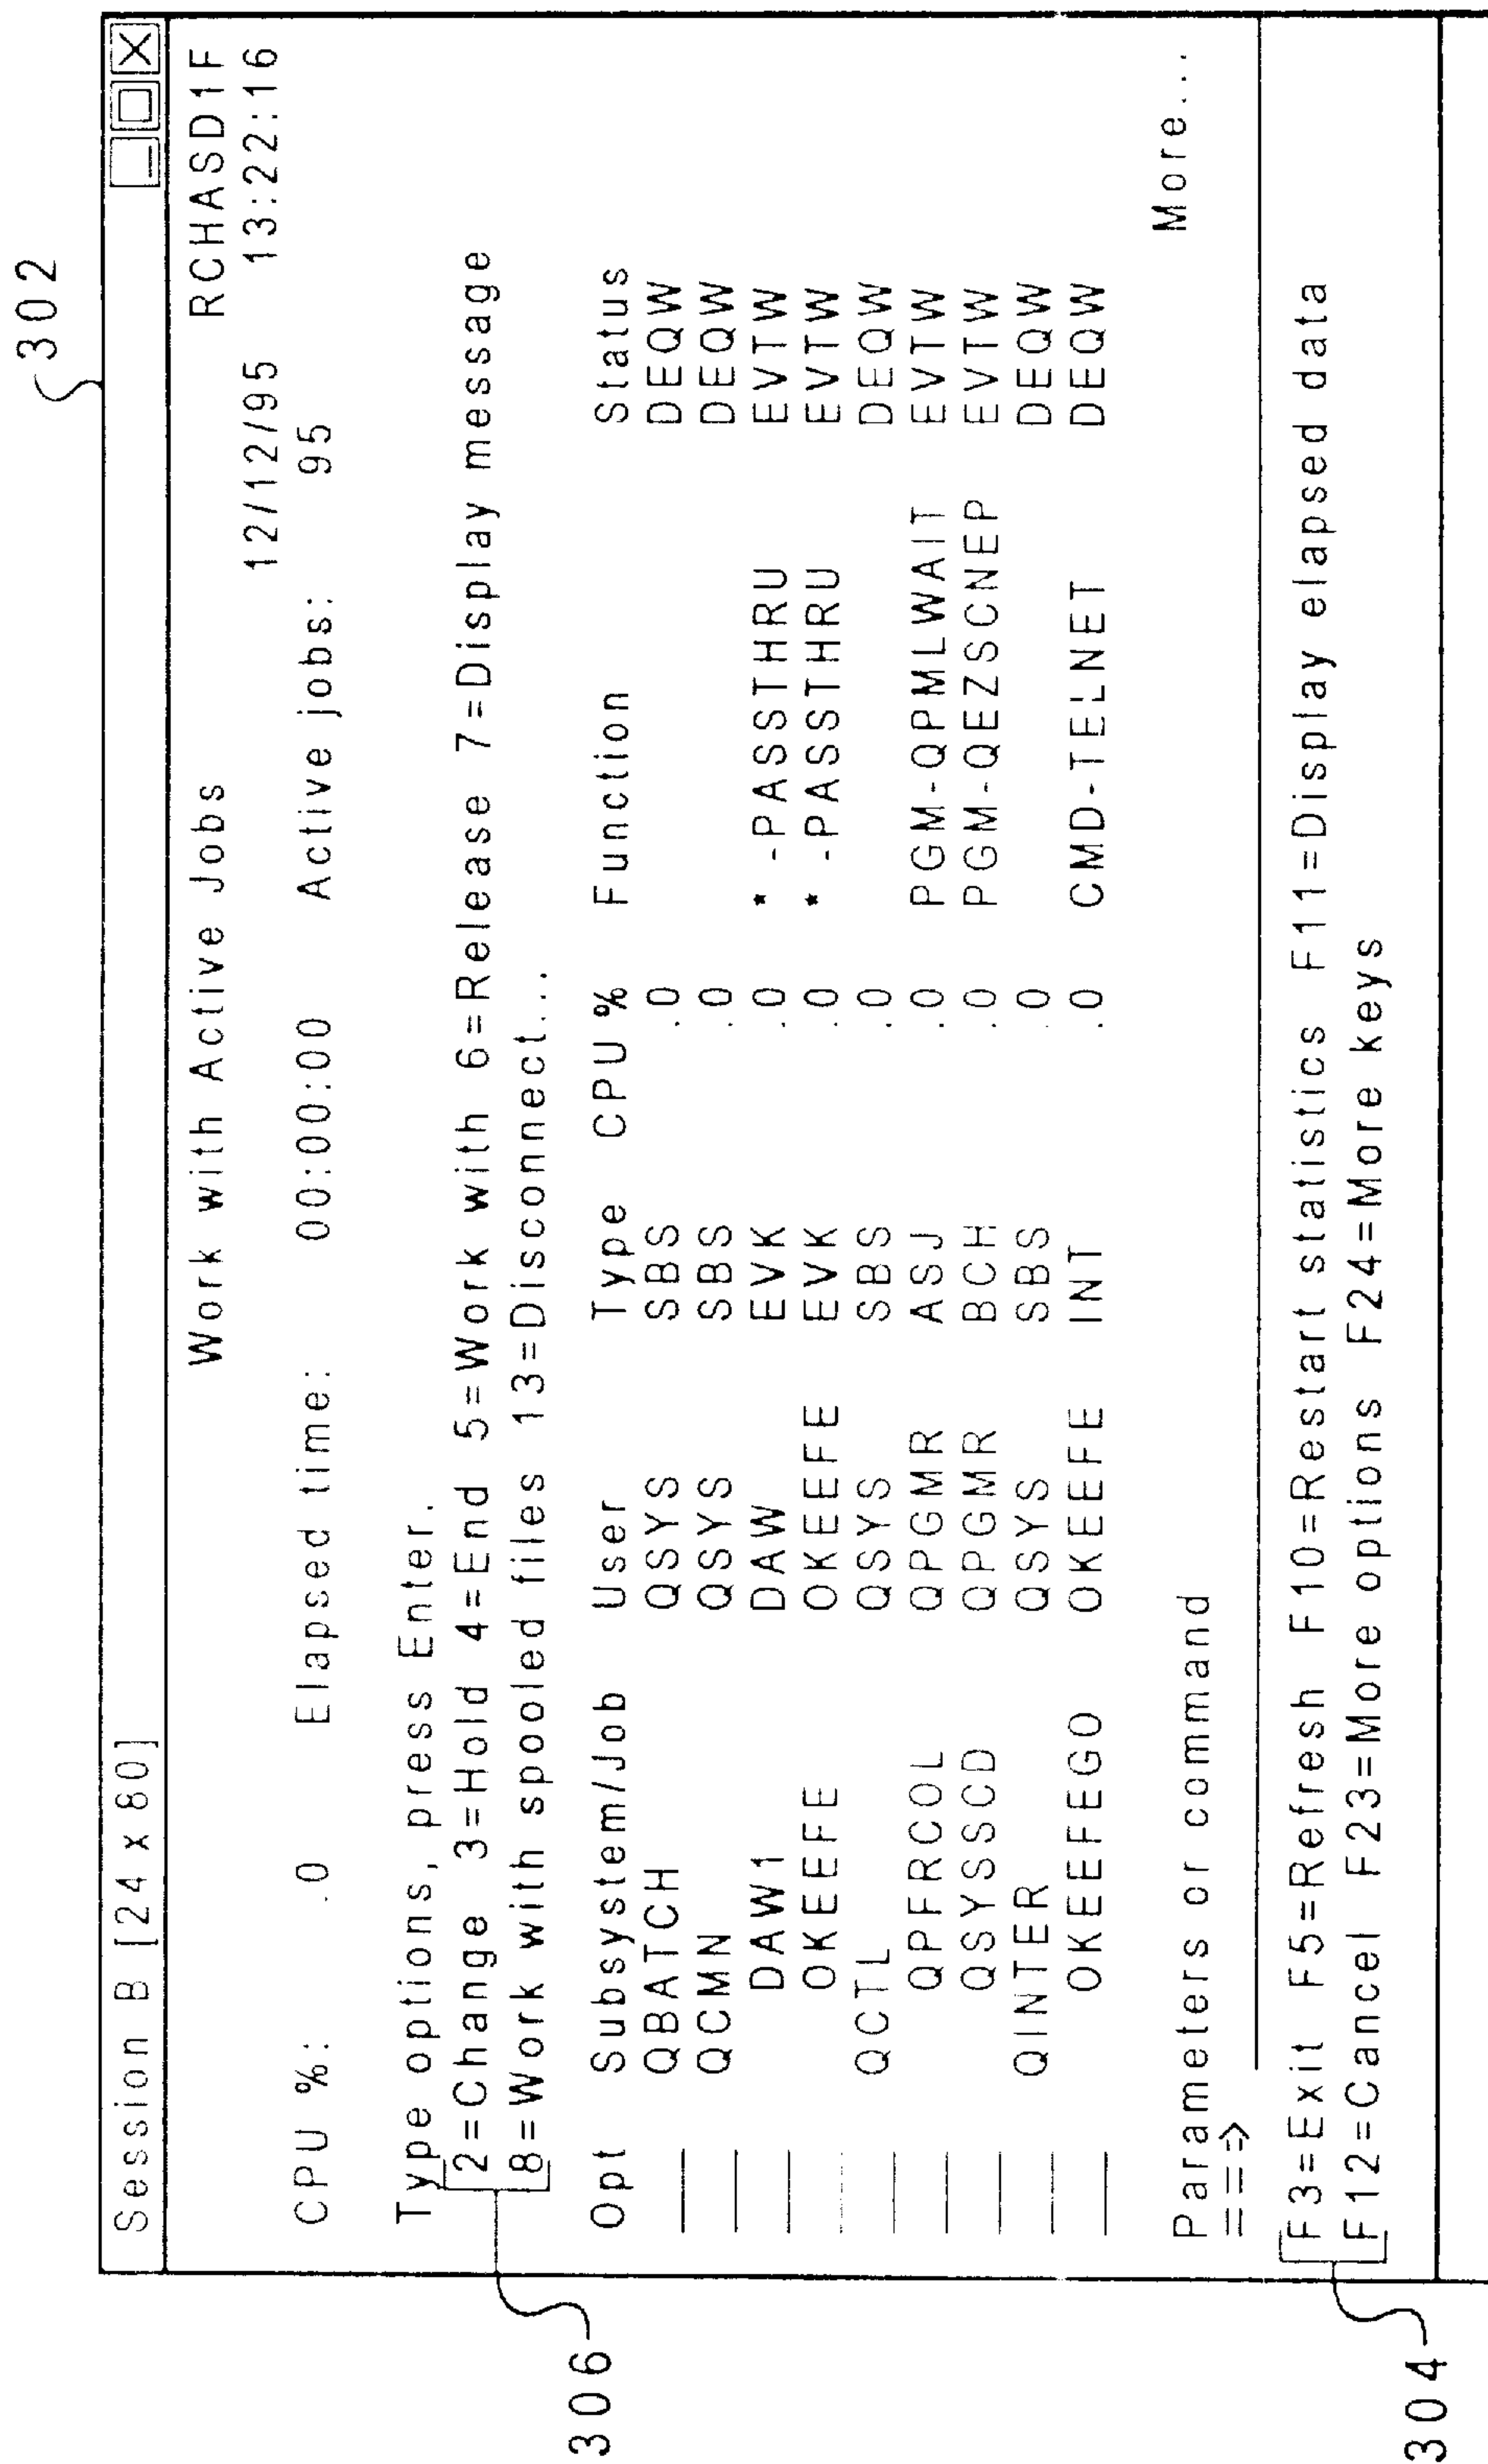 302
Session B [24 x 80]
Work with Active Jobs RCHASD1F
12/12/95 13:22:16
CPU %: .0 Elapsed time: 00:00:00 Active jobs: 95
Type options, press Enter.
2=Change 3=Hold 4=End 5=Work with 6=Release 7=Display message
8=Work with spooled files 13=Disconnect...
306
Opt Subsystem/Job User Type CPU % Function Status
QBATCH QSYS SBS .0 DEQW
QCMN QSYS SBS .0 DEQW
DAW1 DAW EVK .0 *-PASSTHRU EVTW
OKEEFE OKEEFE EVK .0 *-PASSTHRU EVTW
QCTL QSYS SBS .0 DEQW
QPFRCOL QPGMR ASJ .0 PGM-QPMLWAIT EVTW
QSYSSCD QPGMR BCH .0 PGM-QEZSCNEP EVTW
QINTER QSYS SBS .0 DEQW
OKEEFEGO OKEEFE INT .0 CMD-TELNET DEQW
More...
Parameters or command
===>
F3=Exit F5=Refresh F10=Restart statistics F11=Display elapsed data
F12=Cancel F23=More options F24=More keys
304